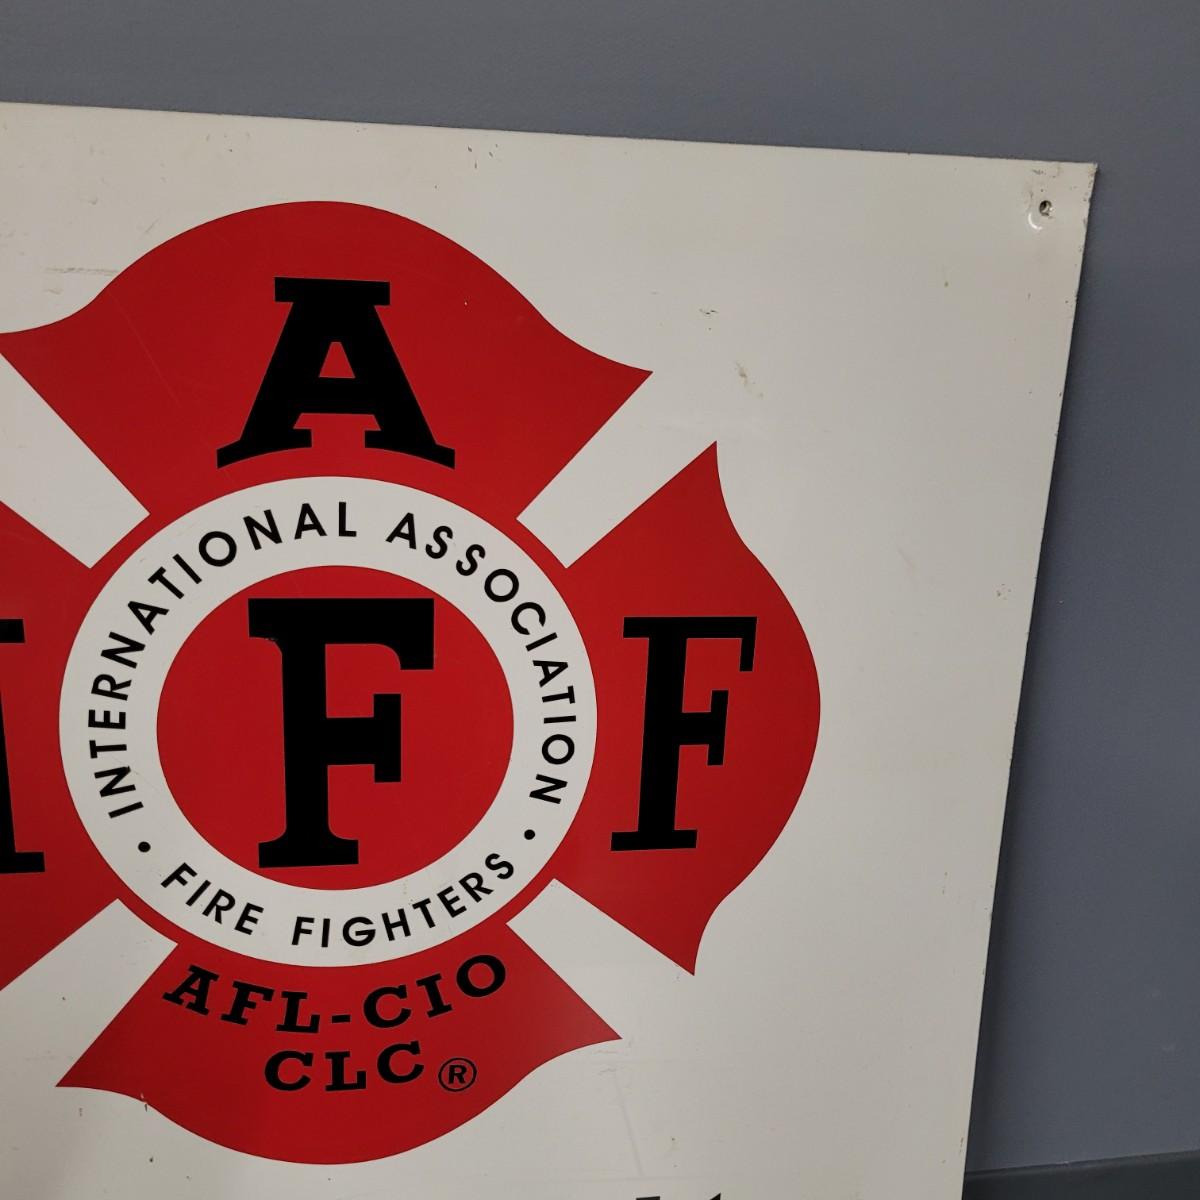 A
INTERNATIONAL ASSOCIATION
I F F
• FIRE FIGHTERS •
AFL-CIO
CLC®